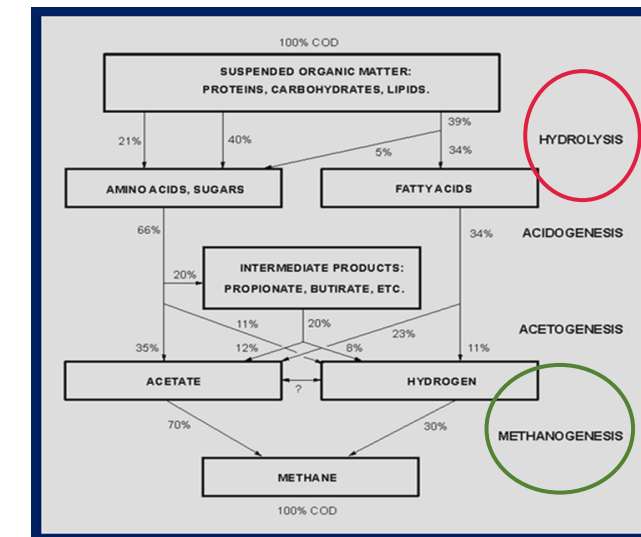 100% COD
SUSPENDED ORGANIC MATTER:
PROTEINS, CARBOHYDRATES, LIPIDS.
39%
21%
40%
HYDROLYSIS
5%
34%
AMINO ACIDS, SUGARS
FATTY ACIDS
66%
34%
ACIDOGENESIS
INTERMEDIATE PRODUCTS:
20%
PROPIONATE, BUTIRATE, ETC.
11%
20%
ACETOGENESIS
23%
35%
12%
8%
11%
ACETATE
HYDROGEN
?
70%
30%
METHANOGENESIS
METHANE
100% COD